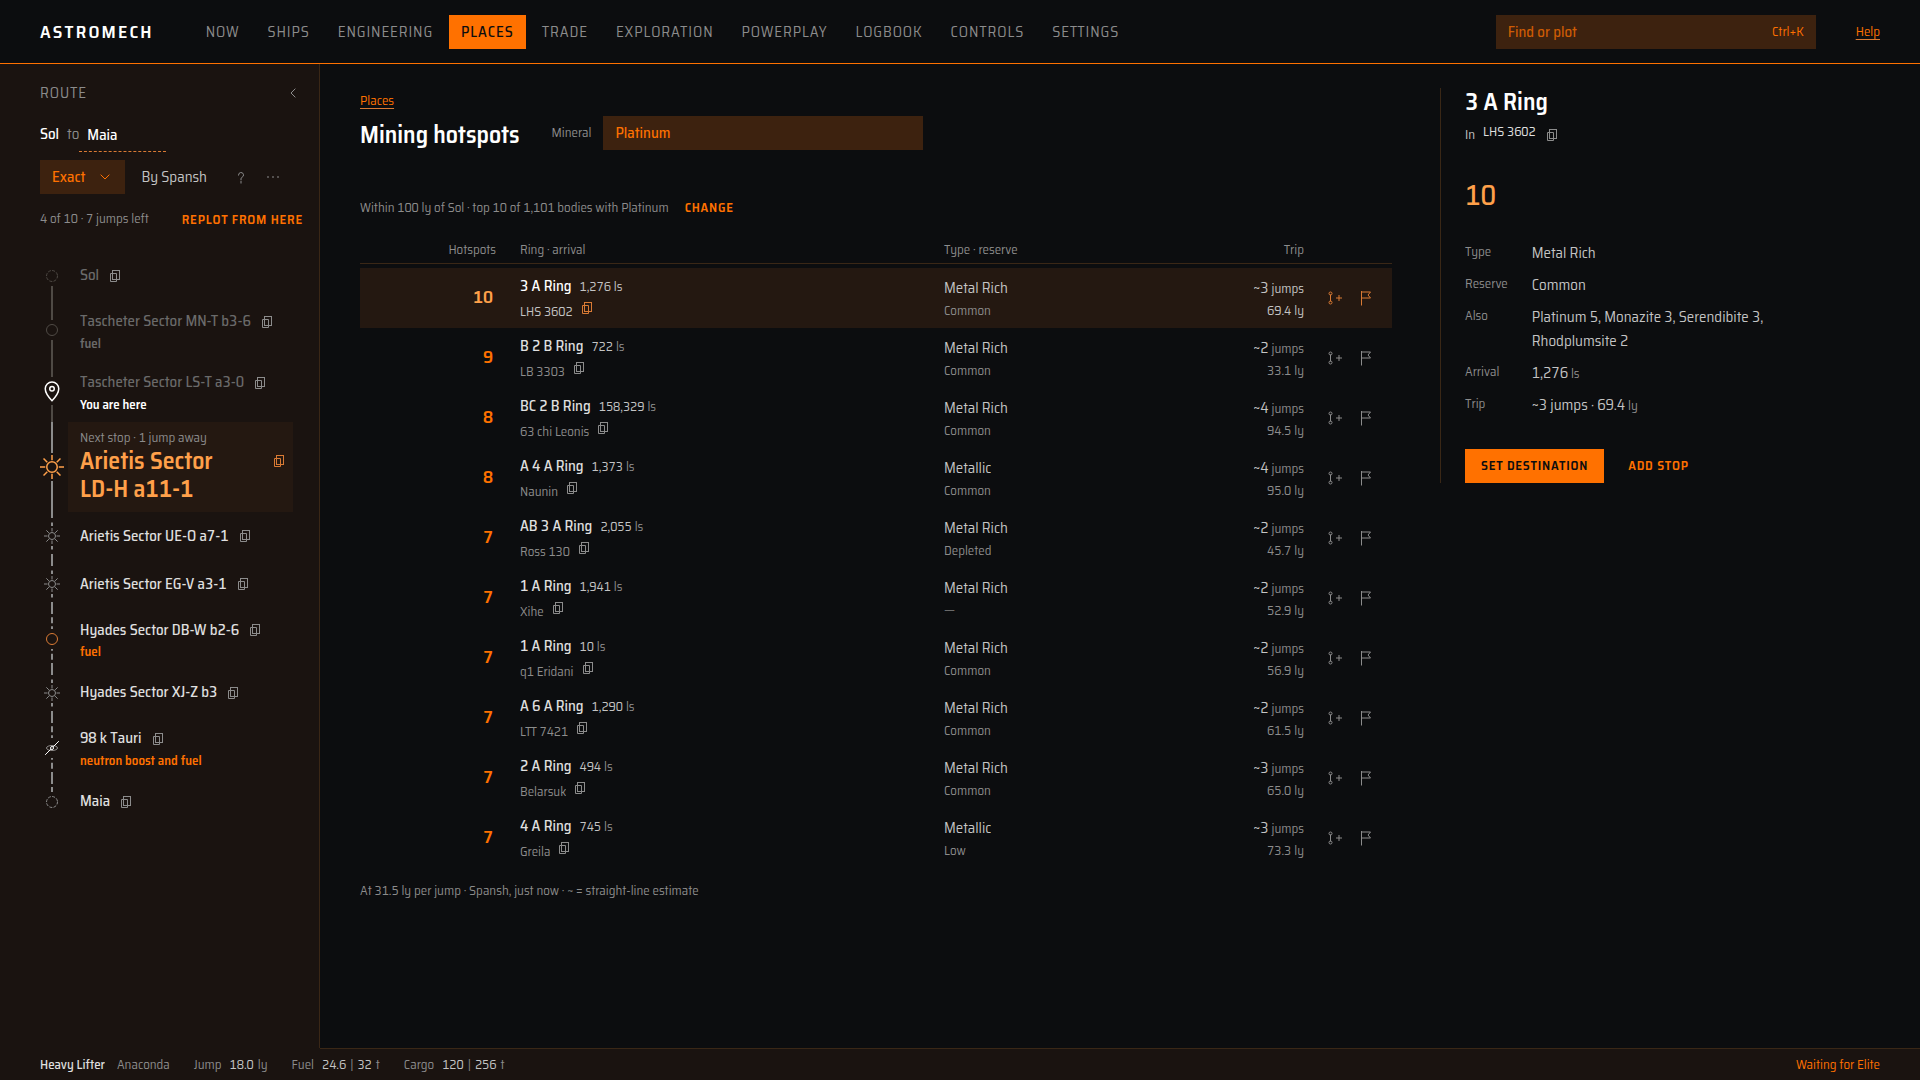 ASTROMECH
NOW SHIPS ENGINEERING PLACES TRADE EXPLORATION POWERPLAY LOGBOOK CONTROLS SETTINGS
Find or plot Ctrl+K
Help
ROUTE
Sol to Maia
Exact By Spansh ? ···
4 of 10 · 7 jumps left REPLOT FROM HERE
Sol
Tascheter Sector MN-T b3-6
fuel
Tascheter Sector LS-T a3-0
You are here
Next stop · 1 jump away
Arietis Sector
LD-H a11-1
Arietis Sector UE-O a7-1
Arietis Sector EG-V a3-1
Hyades Sector DB-W b2-6
fuel
Hyades Sector XJ-Z b3
98 k Tauri
neutron boost and fuel
Maia
Places
Mining hotspots Mineral Platinum
Within 100 ly of Sol · top 10 of 1,101 bodies with Platinum CHANGE
Hotspots Ring · arrival Type · reserve Trip
10 3 A Ring 1,276 ls Metal Rich ~3 jumps
LHS 3602 Common 69.4 ly
9 B 2 B Ring 722 ls Metal Rich ~2 jumps
LB 3303 Common 33.1 ly
8 BC 2 B Ring 158,329 ls Metal Rich ~4 jumps
63 chi Leonis Common 94.5 ly
8 A 4 A Ring 1,373 ls Metallic ~4 jumps
Naunin Common 95.0 ly
7 AB 3 A Ring 2,055 ls Metal Rich ~2 jumps
Ross 130 Depleted 45.7 ly
7 1 A Ring 1,941 ls Metal Rich ~2 jumps
Xihe — 52.9 ly
7 1 A Ring 10 ls Metal Rich ~2 jumps
q1 Eridani Common 56.9 ly
7 A 6 A Ring 1,290 ls Metal Rich ~2 jumps
LTT 7421 Common 61.5 ly
7 2 A Ring 494 ls Metal Rich ~3 jumps
Belarsuk Common 65.0 ly
7 4 A Ring 745 ls Metallic ~3 jumps
Greila Low 73.3 ly
At 31.5 ly per jump · Spansh, just now · ~ = straight-line estimate
3 A Ring
In LHS 3602
10
Type Metal Rich
Reserve Common
Also Platinum 5, Monazite 3, Serendibite 3,
Rhodplumsite 2
Arrival 1,276 ls
Trip ~3 jumps · 69.4 ly
SET DESTINATION ADD STOP
Heavy Lifter Anaconda Jump 18.0 ly Fuel 24.6 | 32 t Cargo 120 | 256 t
Waiting for Elite